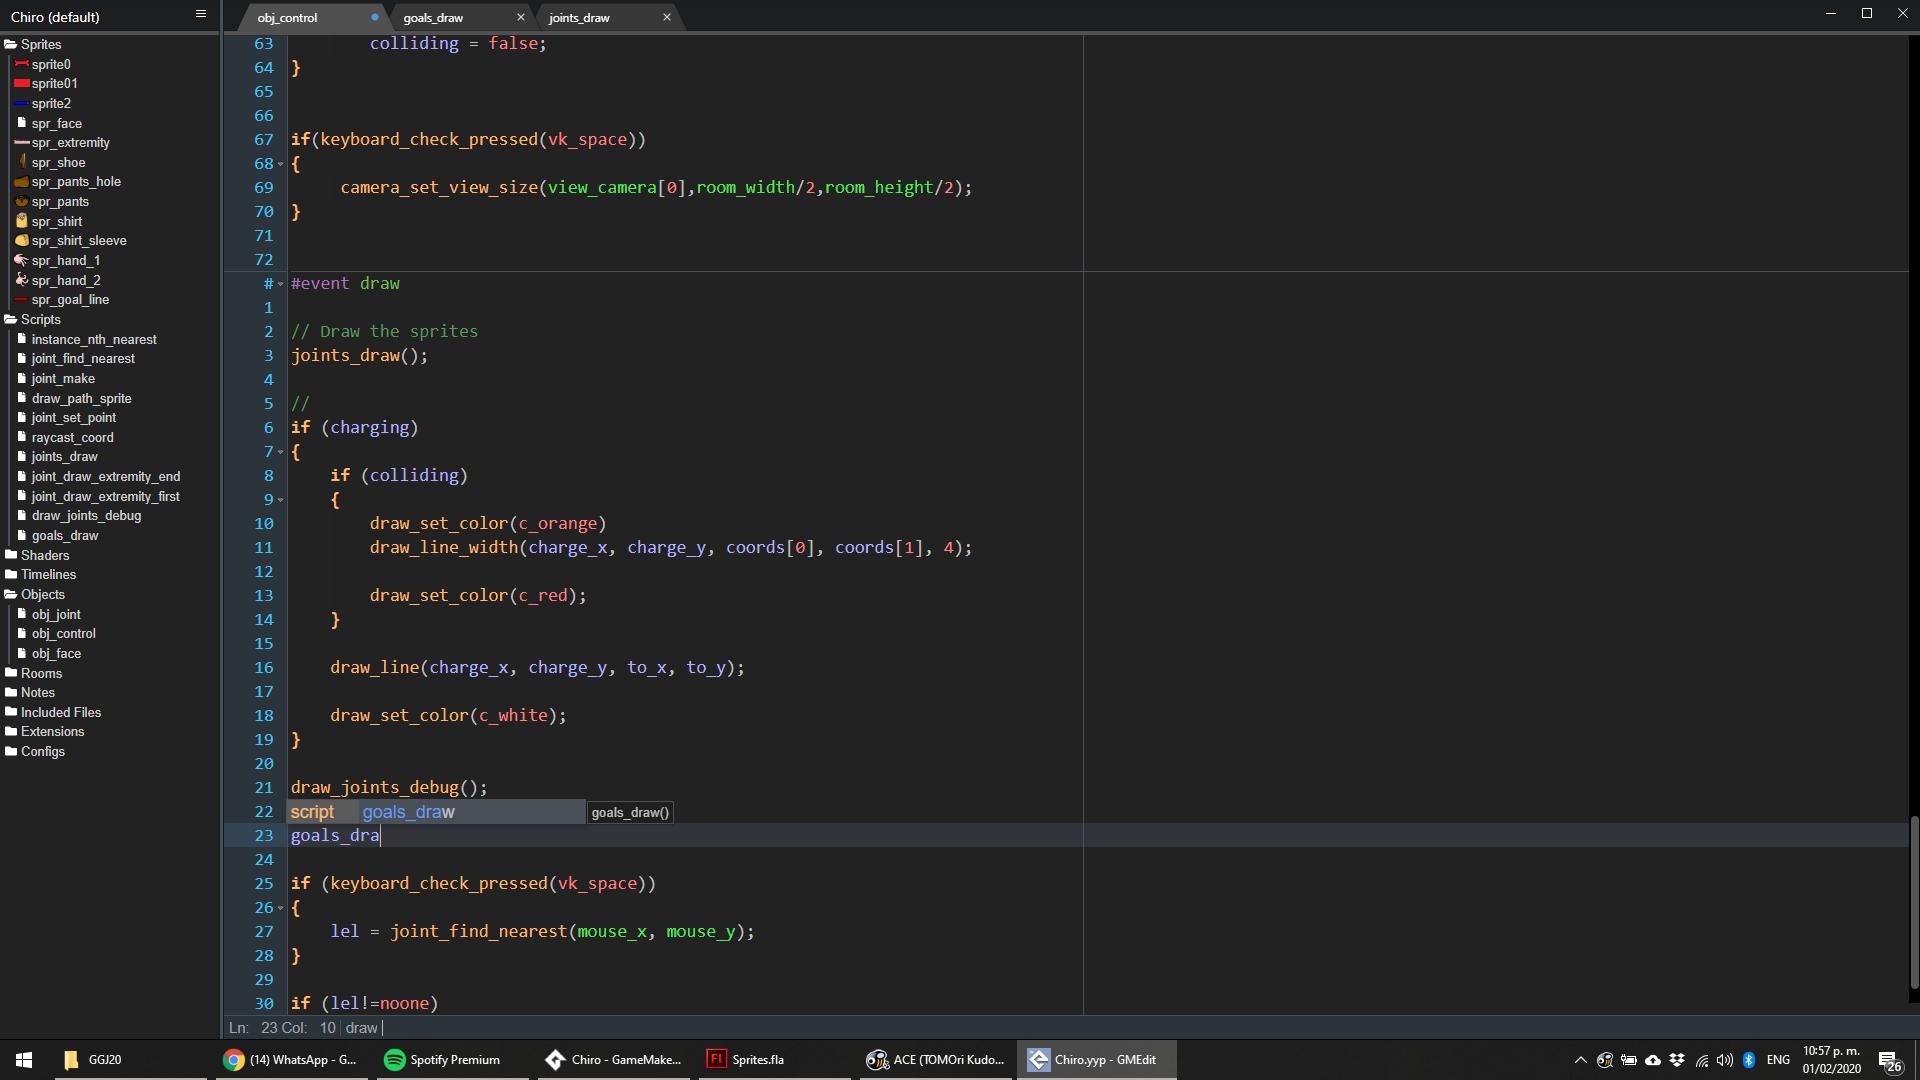 Chiro (default)
obj_control
goals_draw
joints_draw
Sprites
sprite0
sprite01
sprite2
spr_face
spr_extremity
spr_shoe
spr_pants_hole
spr_pants
spr_shirt
spr_shirt_sleeve
spr_hand_1
spr_hand_2
spr_goal_line
Scripts
instance_nth_nearest
joint_find_nearest
joint_make
draw_path_sprite
joint_set_point
raycast_coord
joints_draw
joint_draw_extremity_end
joint_draw_extremity_first
draw_joints_debug
goals_draw
Shaders
Timelines
Objects
obj_joint
obj_control
obj_face
Rooms
Notes
Included Files
Extensions
Configs
63 colliding = false;
64 }
65
66
67 if(keyboard_check_pressed(vk_space))
68 {
69 camera_set_view_size(view_camera[0],room_width/2,room_height/2);
70 }
71
72
# #event draw
1
2 // Draw the sprites
3 joints_draw();
4
5 //
6 if (charging)
7 {
8 if (colliding)
9 {
10 draw_set_color(c_orange)
11 draw_line_width(charge_x, charge_y, coords[0], coords[1], 4);
12
13 draw_set_color(c_red);
14 }
15
16 draw_line(charge_x, charge_y, to_x, to_y);
17
18 draw_set_color(c_white);
19 }
20
21 draw_joints_debug();
22 script goals_draw goals_draw()
23 goals_dra
24
25 if (keyboard_check_pressed(vk_space))
26 {
27 lel = joint_find_nearest(mouse_x, mouse_y);
28 }
29
30 if (lel!=noone)
Ln: 23 Col: 10 draw
GGJ20
(14) WhatsApp - G...
Spotify Premium
Chiro - GameMake...
Sprites.fla
ACE (TOMOri Kudo...
Chiro.yyp - GMEdit
ENG
10:57 p. m.
01/02/2020
26